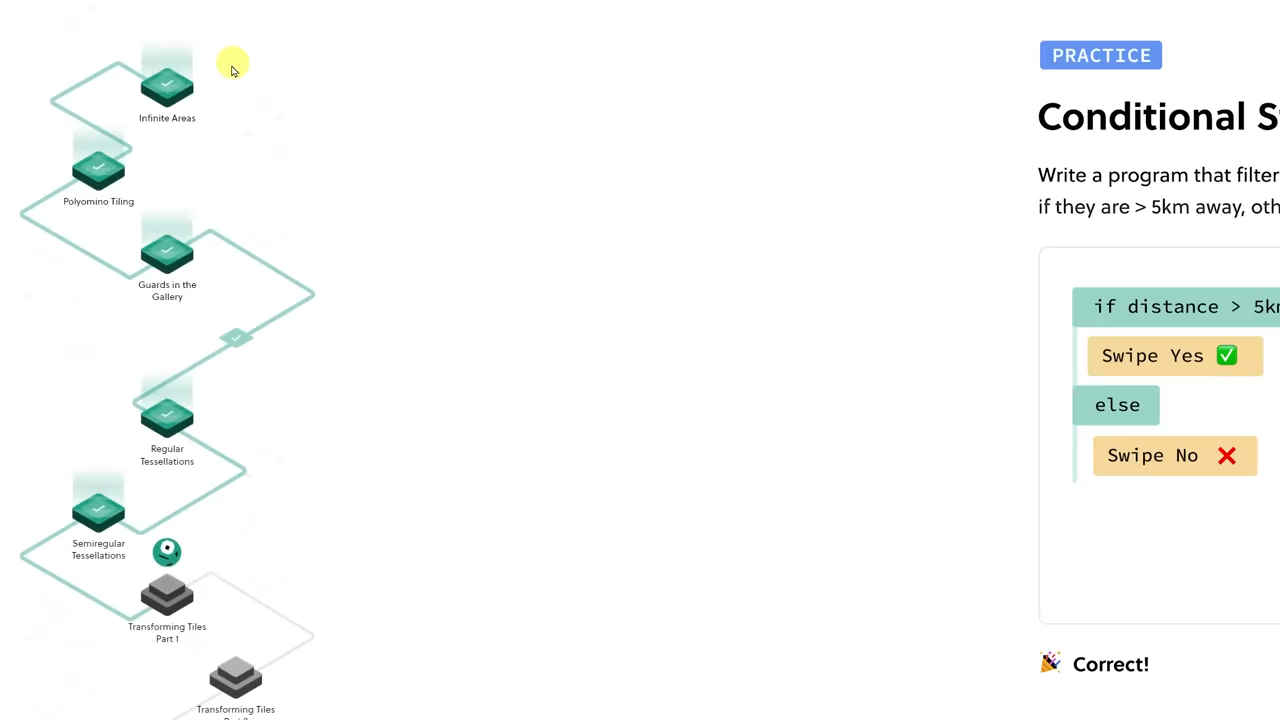 Infinite Areas
Polyomino Tiling
Guards in the
Gallery
Regular
Tessellations
Semiregular
Tessellations
Transforming Tiles
Part 1
Transforming Tiles
PRACTICE
Conditional
Write a program that filter
if they are > 5km away,
if distance > 5k
Swipe Yes ✅
else
Swipe No ❌
🎉 Correct!